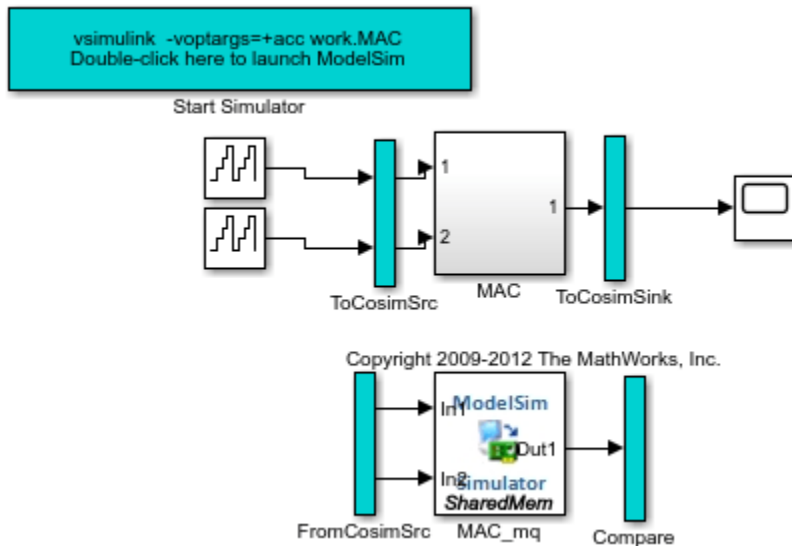 vsimulink -voptargs=+acc work.MAC
Double-click here to launch ModelSim
Start Simulator
1
1
2
ToCosimSrc
MAC
ToCosimSink
Copyright 2009-2012 The MathWorks, Inc.
In1
ModelSim
Out1
In2
Simulator
SharedMem
FromCosimSrc
MAC_mq
Compare